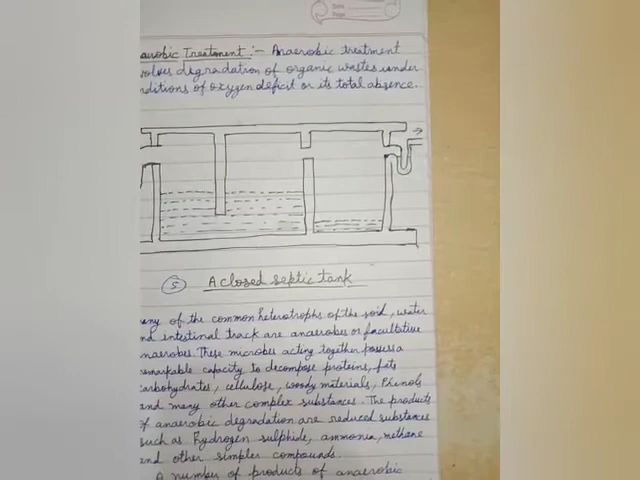 Date
Page
aerobic Treatment :- Anaerobic treatment
volves degradation of organic wastes under
nditions of oxygen deficit or its total absence.
5 A closed septic tank
any of the common heterotrophs of the soil, water
nd intestinal track are anaerobes or facultative
naerobes. These microbes acting together possess a
emarkable capacity to decompose proteins, fats
carbohydrates, cellulose, woody materials, Phenols
and many other complex substances. The products
of anaerobic degradation are reduced substances
such as hydrogen sulphide, ammonia, methane
and other simpler compounds.
A number of products of anaerobic